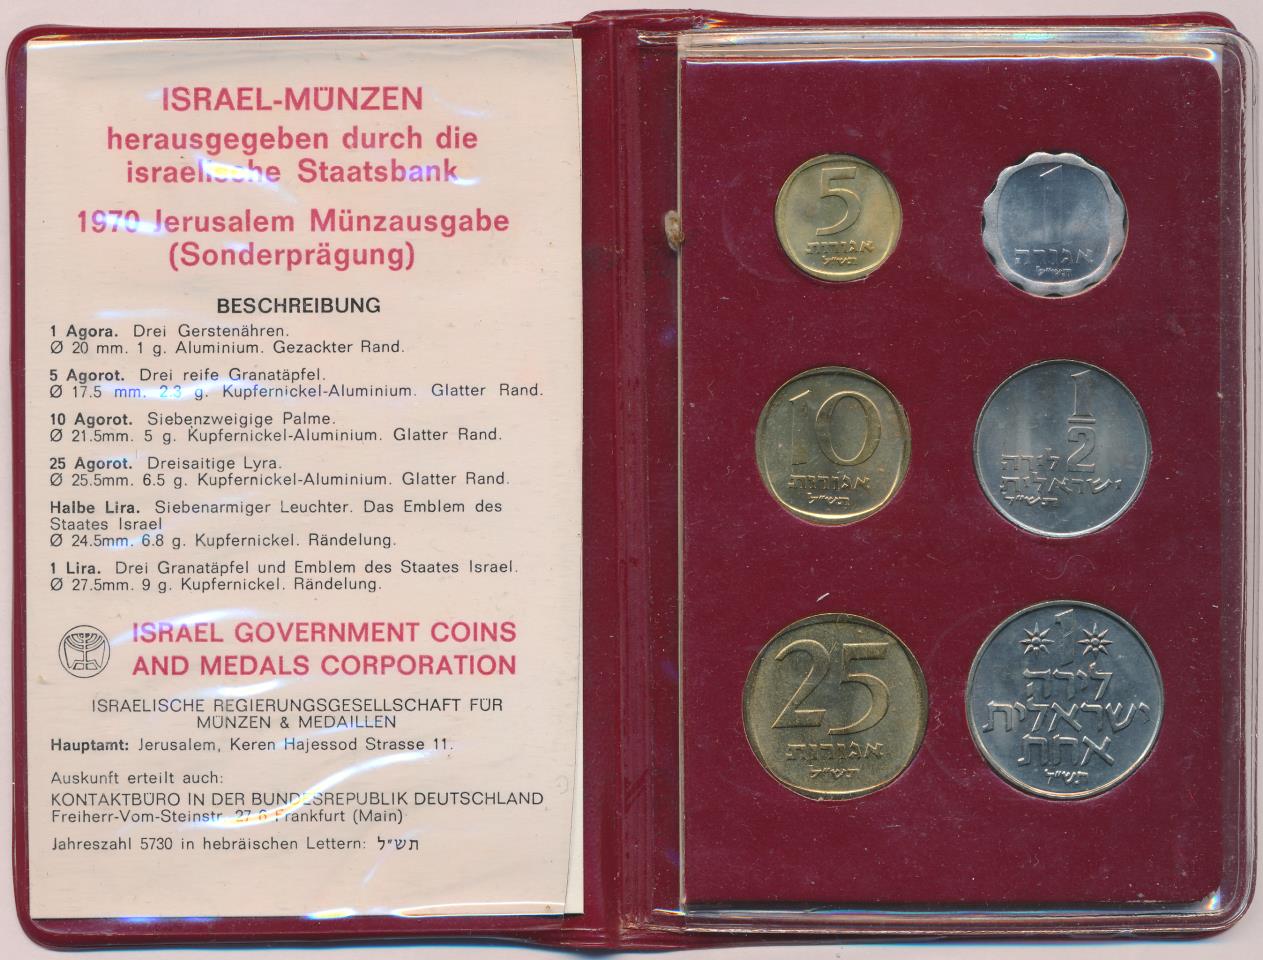 ISRAEL-MÜNZEN
herausgegeben durch die
israelische Staatsbank
1970 Jerusalem Münzausgabe
(Sonderprägung)
BESCHREIBUNG
1 Agora. Drei Gerstenähren.
Ø 20 mm. 1 g. Aluminium. Gezackter Rand.
5 Agorot. Drei reife Granatäpfel.
Ø 17.5 mm. 2.3 g. Kupfernickel-Aluminium. Glatter Rand.
10 Agorot. Siebenzweigige Palme.
Ø 21.5mm. 5 g. Kupfernickel-Aluminium. Glatter Rand.
25 Agorot. Dreisaitige Lyra.
Ø 25.5mm. 6.5 g. Kupfernickel-Aluminium. Glatter Rand.
Halbe Lira. Siebenarmiger Leuchter. Das Emblem des
Staates Israel
Ø 24.5mm. 6.8 g. Kupfernickel. Rändelung.
1 Lira. Drei Granatäpfel und Emblem des Staates Israel.
Ø 27.5mm. 9 g. Kupfernickel. Rändelung.
ISRAEL GOVERNMENT COINS
AND MEDALS CORPORATION
ISRAELISCHE REGIERUNGSGESELLSCHAFT FÜR
MÜNZEN & MEDAILLEN
Hauptamt: Jerusalem, Keren Hajessod Strasse 11.
Auskunft erteilt auch:
KONTAKTBÜRO IN DER BUNDESREPUBLIK DEUTSCHLAND
Freiherr-Vom-Steinstr. 27 6 Frankfurt (Main)
Jahreszahl 5730 in hebräischen Lettern: תש״ל
5
אגורות
תש״ל
1
אגורה
תש״ל
10
אגורות
תש״ל
1/2
לירה
ישראלית
תש״ל
25
אגורות
תש״ל
1
לירה
ישראלית
אחת
תש״ל